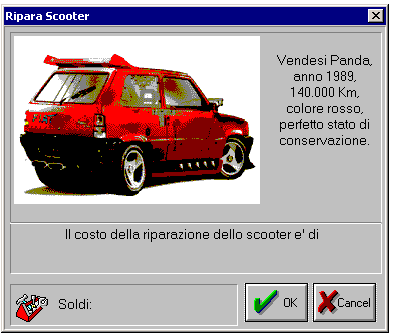 Ripara Scooter
Vendesi Panda,
anno 1989,
140.000 Km,
colore rosso,
perfetto stato di
conservazione.
Il costo della riparazione dello scooter e' di
Soldi:
OK
Cancel